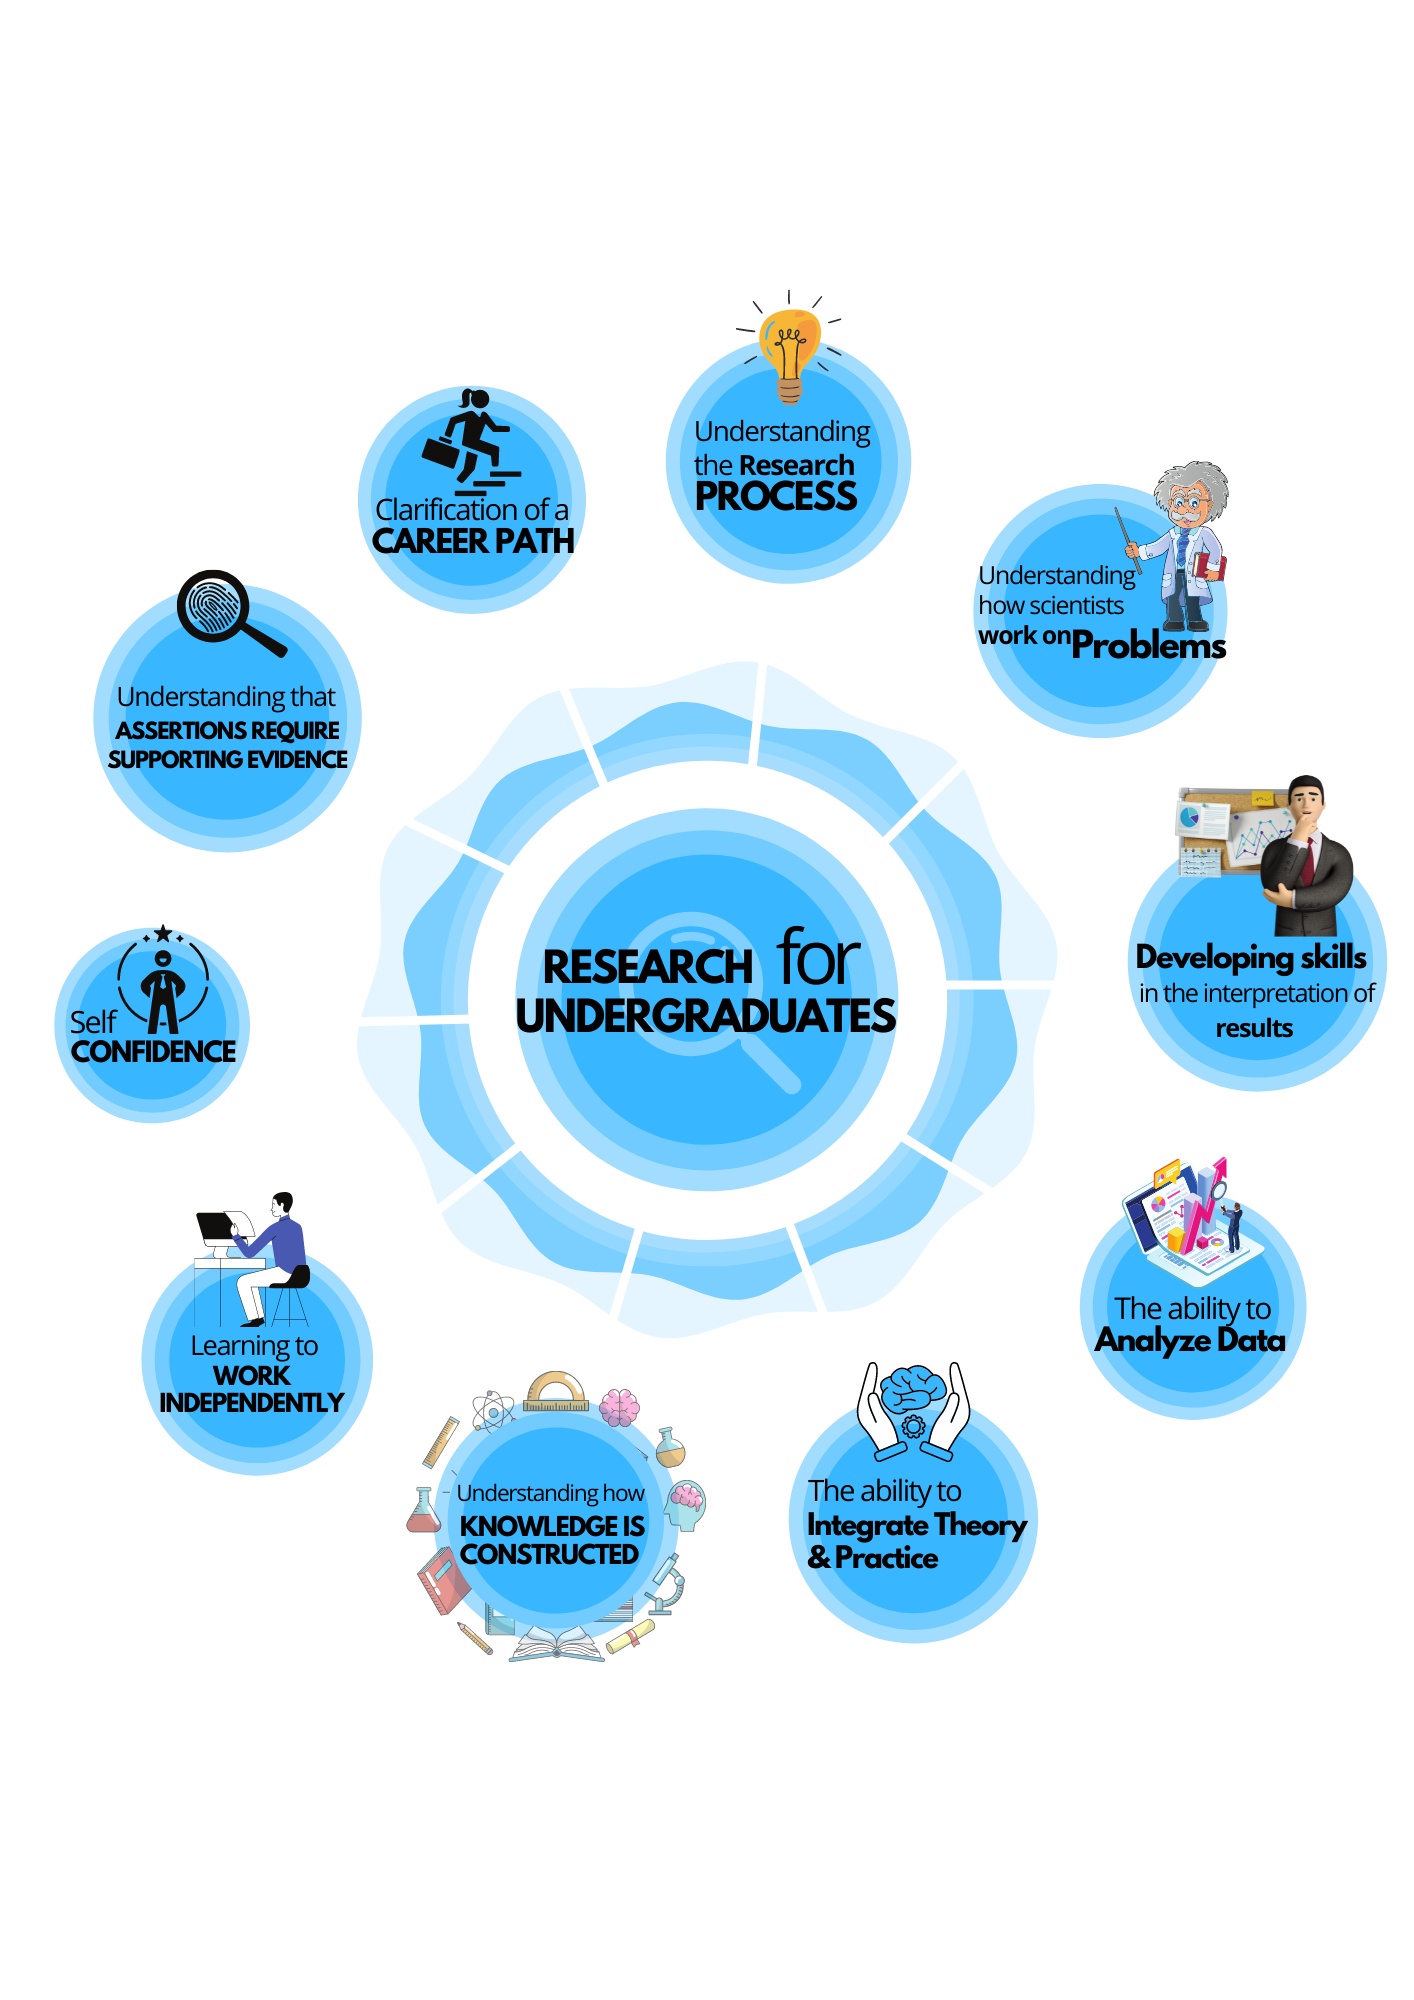 Understanding
the Research
PROCESS
Clarification of a
CAREER PATH
Understanding
how scientists
work on Problems
Understanding that
ASSERTIONS REQUIRE
SUPPORTING EVIDENCE
RESEARCH for
UNDERGRADUATES
Developing skills
in the interpretation of
results
Self
CONFIDENCE
The ability to
Analyze Data
Learning to
WORK
INDEPENDENTLY
The ability to
Integrate Theory
& Practice
Understanding how
KNOWLEDGE IS
CONSTRUCTED